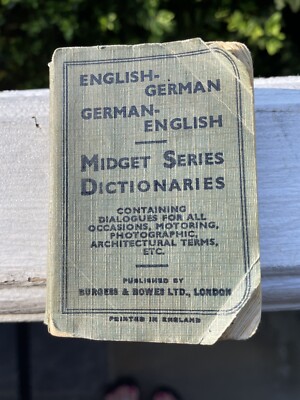 ENGLISH-
GERMAN
GERMAN-
ENGLISH
MIDGET SERIES
DICTIONARIES
CONTAINING
DIALOGUES FOR ALL
OCCASIONS, MOTORING,
PHOTOGRAPHIC,
ARCHITECTURAL TERMS,
ETC.
PUBLISHED BY
BURGESS & BOWES LTD., LONDON
PRINTED IN ENGLAND